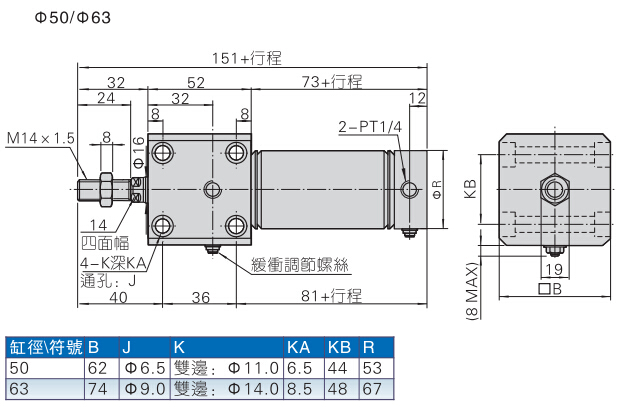 Φ50/Φ63
151+行程
32
52
73+行程
24
32
12
8
8
8
M14×1.5
Φ16
2-PT1/4
ΦR
KB
14
四面幅
4-K深KA
通孔：J
緩衝調節螺絲
40
36
81+行程
19
□B
(8 MAX)
缸徑\符號 B J K KA KB R
50 62 Φ6.5 雙邊：Φ11.0 6.5 44 53
63 74 Φ9.0 雙邊：Φ14.0 8.5 48 67